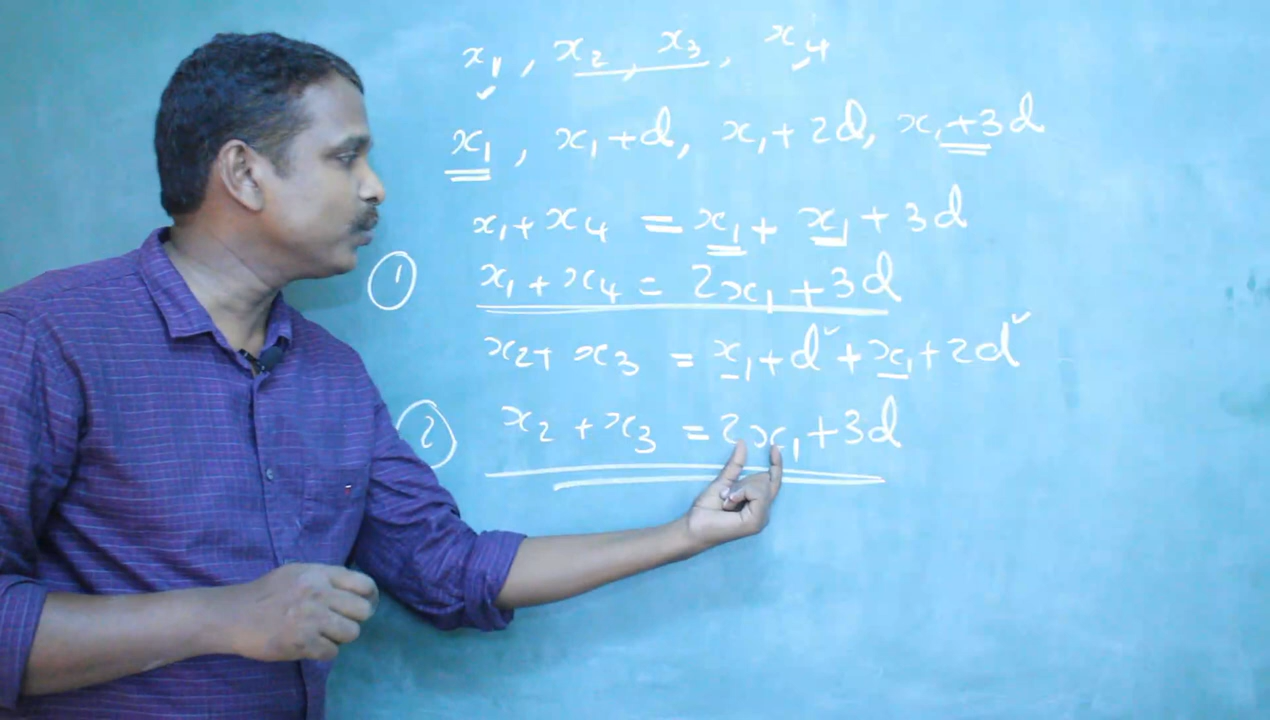 x₁, x₂, x₃, x₄
x₁, x₁+d, x₁+2d, x₁+3d
x₁+x₄ = x₁+ x₁+3d
① x₁+x₄ = 2x₁+3d
x₂+ x₃ = x₁+d+x₁+2d
② x₂+x₃ = 2x₁+3d